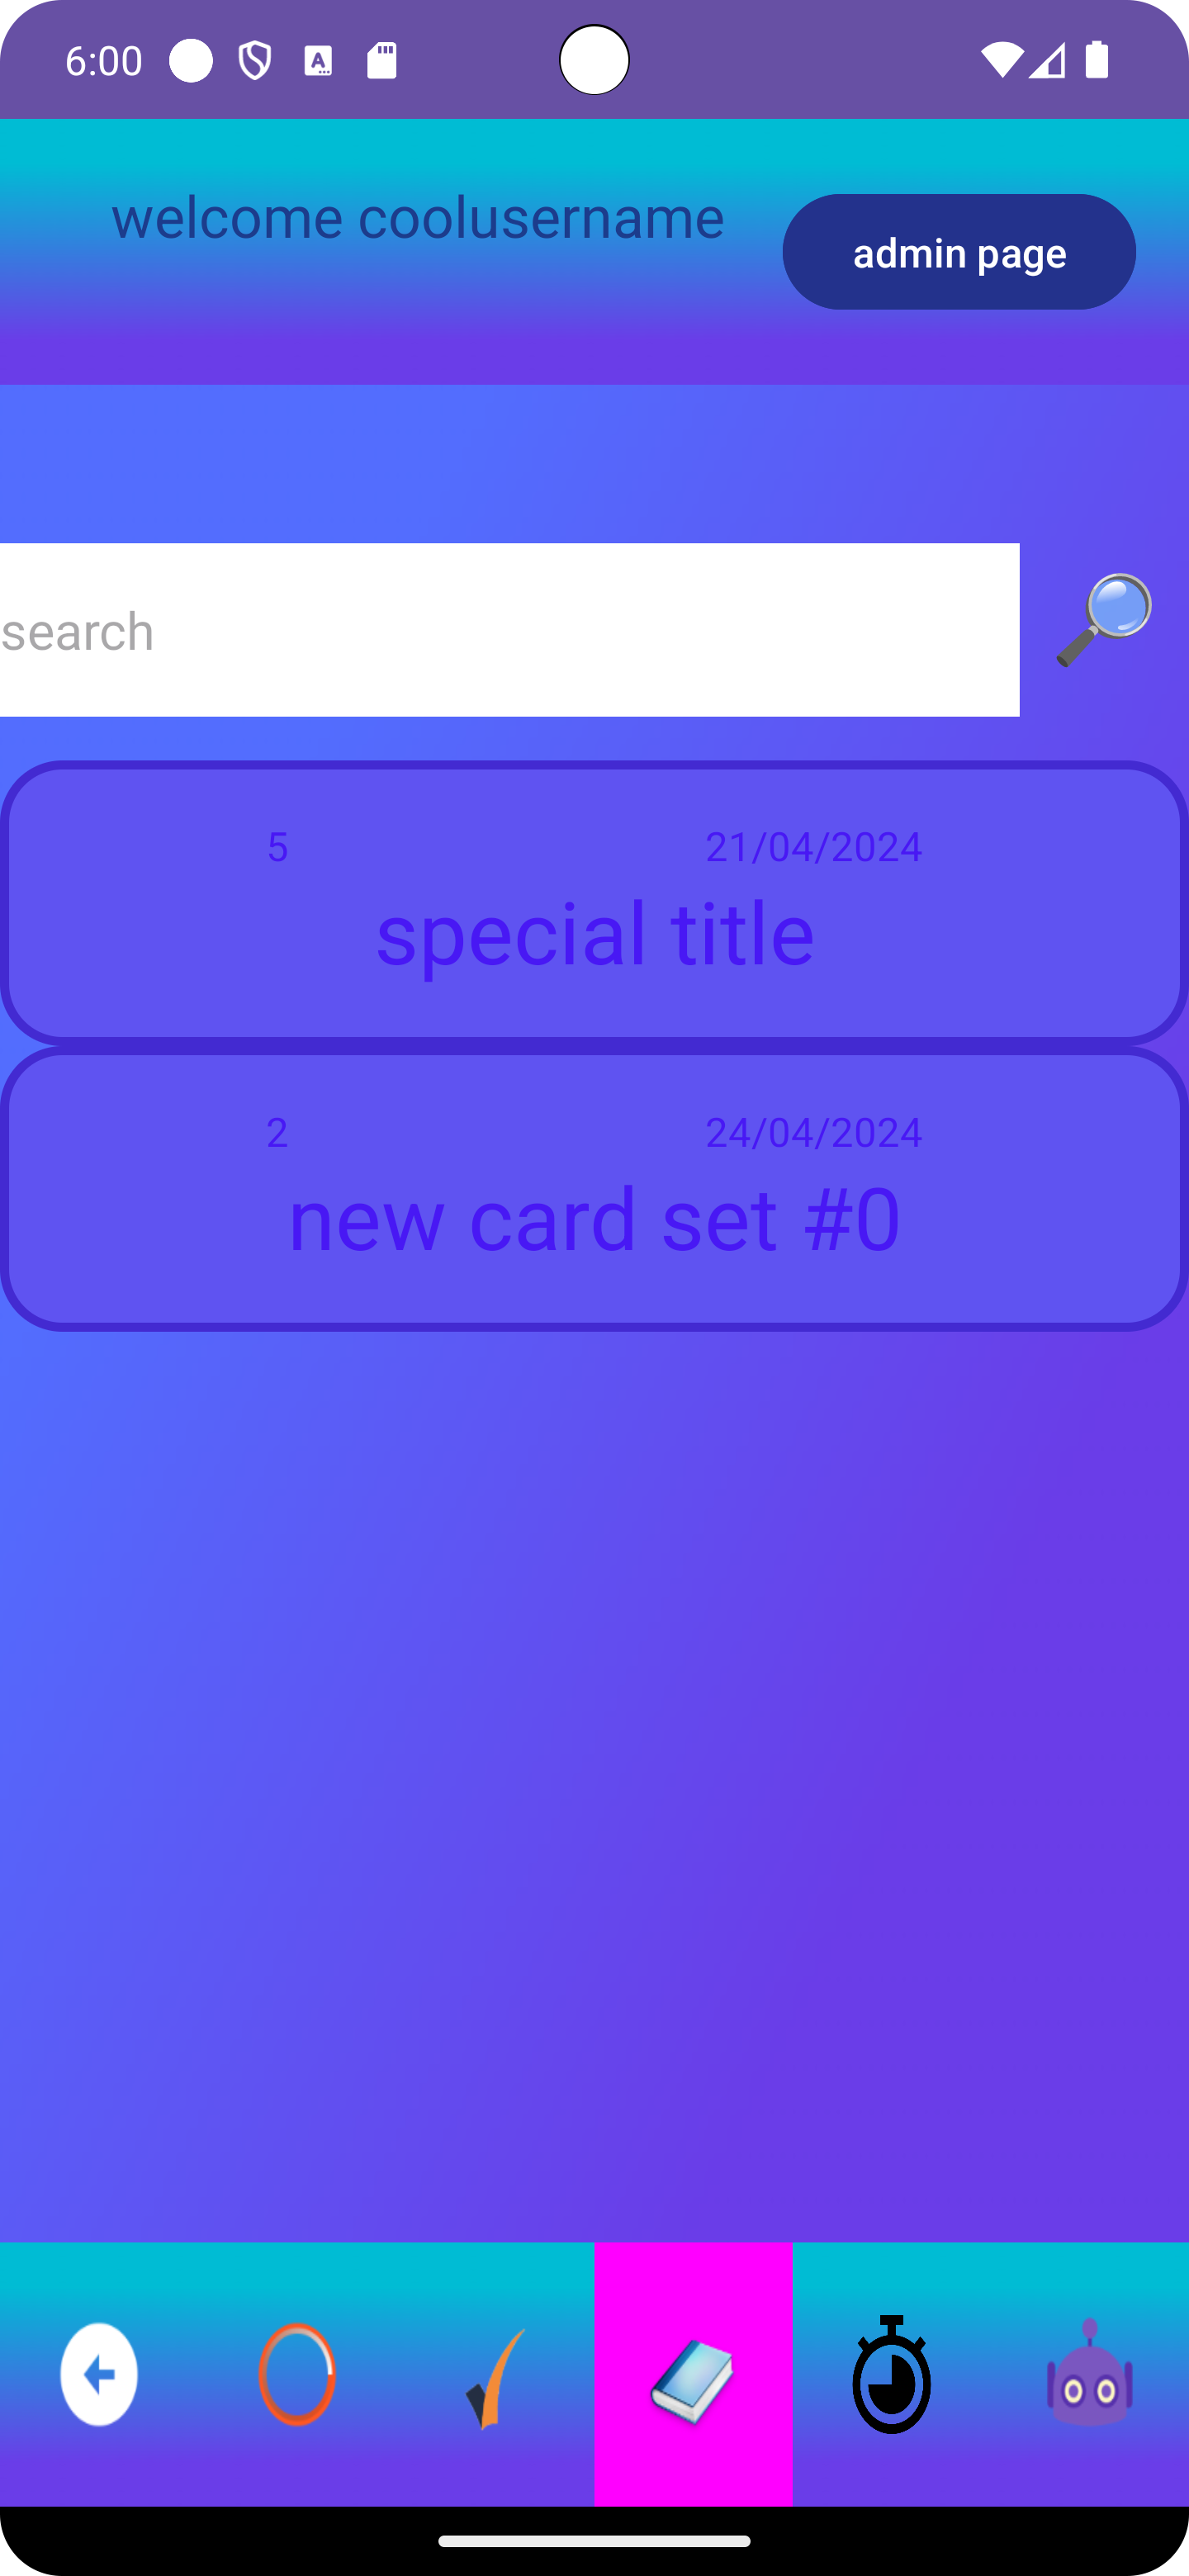 6:00
welcome coolusername
admin page
search
5 21/04/2024
special title
2 24/04/2024
new card set #0